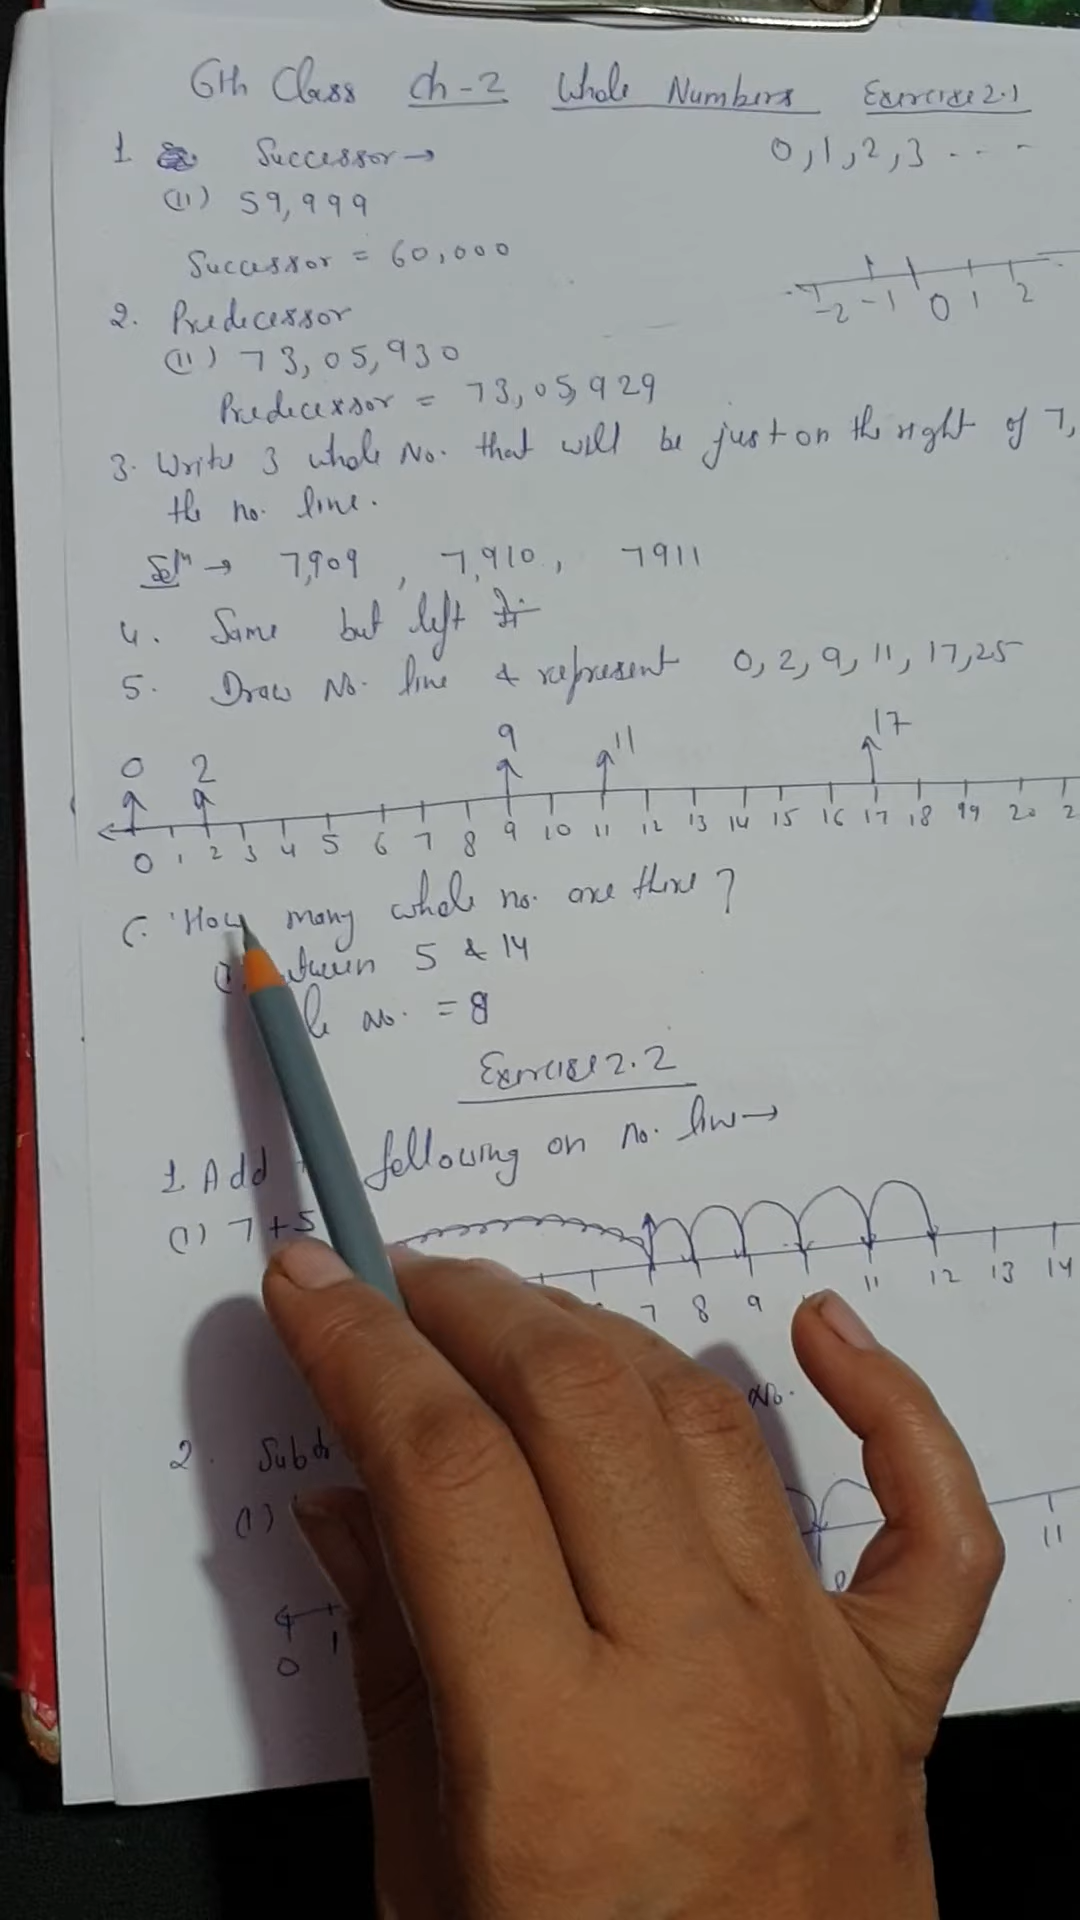 6th Class Ch-2 Whole Numbers Exercise 2.1
1 Successor→ 0,1,2,3 - - - -
(ii) 59,999
Successor = 60,000
-2 -1 0 1 2
2. Predecessor
(ii) 73,05,930
Predecessor = 73,05,929
3. Write 3 whole No. that will be just on the right of 7,
the no. line.
Solⁿ → 7,909 , 7,910, 7911
4. Same but left
5. Draw No. line & represent 0, 2, 9, 11, 17, 25
0 2 9 11 17
0 1 2 3 4 5 6 7 8 9 10 11 12 13 14 15 16 17 18 19 20 2
How many whole no. are there?
5 & 14
no. = 8
Exercise 2.2
1. Add following on no. line→
(i) 7+5
7 8 9 11 12 13 14
No.
2.
(i)
8 11
0 1